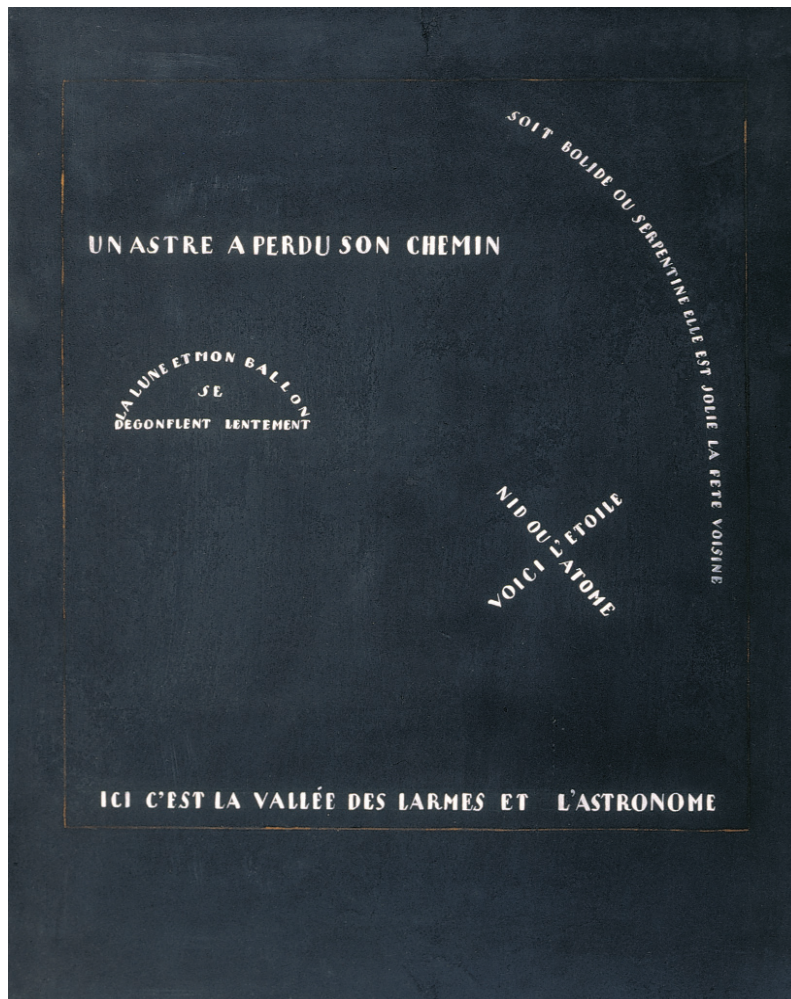 SOIT BOLIDE OU SERPENTINE ELLE EST JOLIE LA FETE VOISINE
UN ASTRE A PERDU SON CHEMIN
LA LUNE ET MON BALLON
SE
DEGONFLENT LENTEMENT
NID OU ATOME
VOICI L'ETOILE
ICI C'EST LA VALLÉE DES LARMES ET L'ASTRONOME